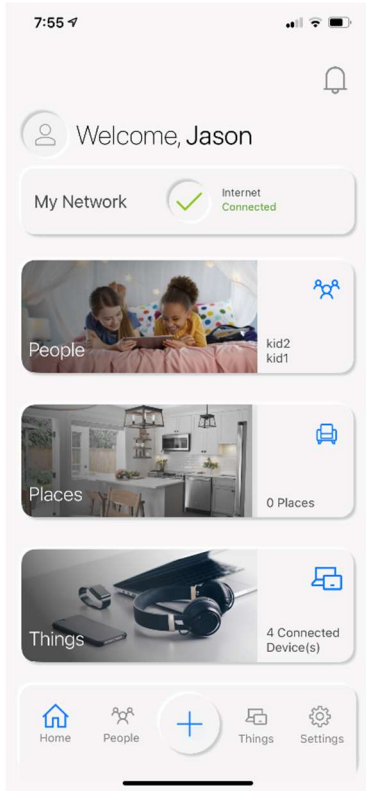 7:55
Welcome, Jason
My Network
Internet
Connected
People
kid2
kid1
Places
0 Places
Things
4 Connected
Device(s)
Home
People
Things
Settings